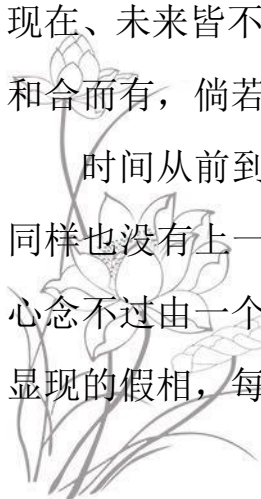 现在、未来皆不
和合而有，倘若
时间从前到
同样也没有上一
心念不过由一个
显现的假相，每